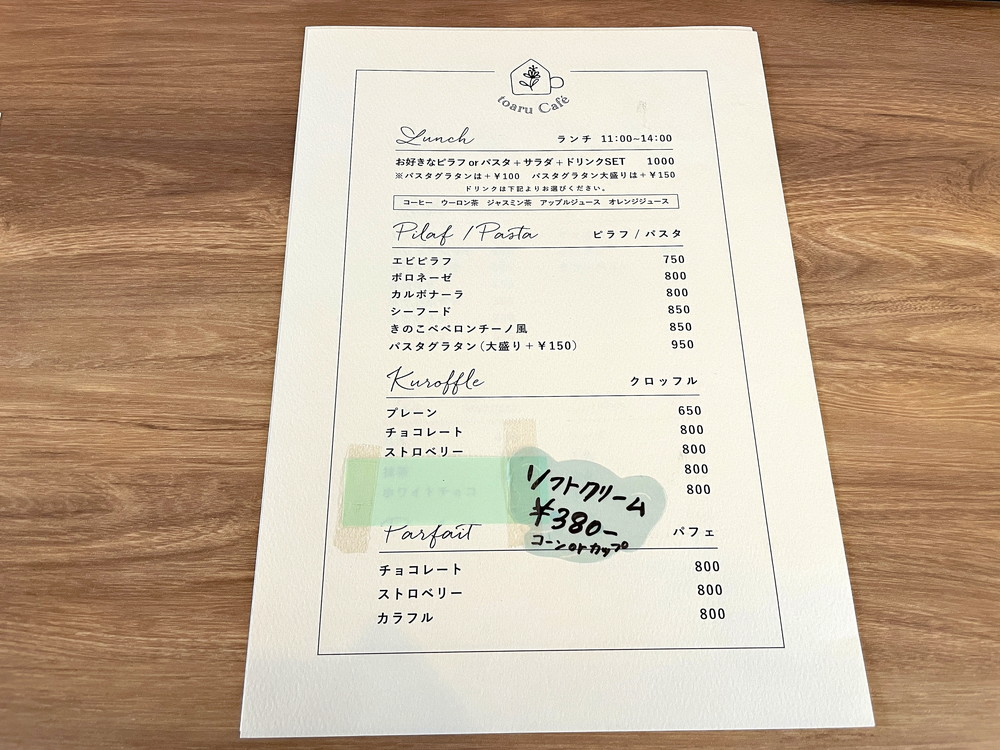 toaru Café
Lunch ランチ 11:00~14:00
お好きなピラフ or パスタ＋サラダ＋ドリンクSET 1000
※パスタグラタンは＋¥100 パスタグラタン大盛りは＋¥150
ドリンクは下記よりお選びください。
コーヒー ウーロン茶 ジャスミン茶 アップルジュース オレンジジュース
Pilaf / Pasta ピラフ / パスタ
エビピラフ 750
ボロネーゼ 800
カルボナーラ 800
シーフード 850
きのこペペロンチーノ風 850
パスタグラタン（大盛り＋¥150） 950
Kuroffle クロッフル
プレーン 650
チョコレート 800
ストロベリー 800
800
800
ソフトクリーム
¥380-
コーンorカップ
Parfait パフェ
チョコレート 800
ストロベリー 800
カラフル 800